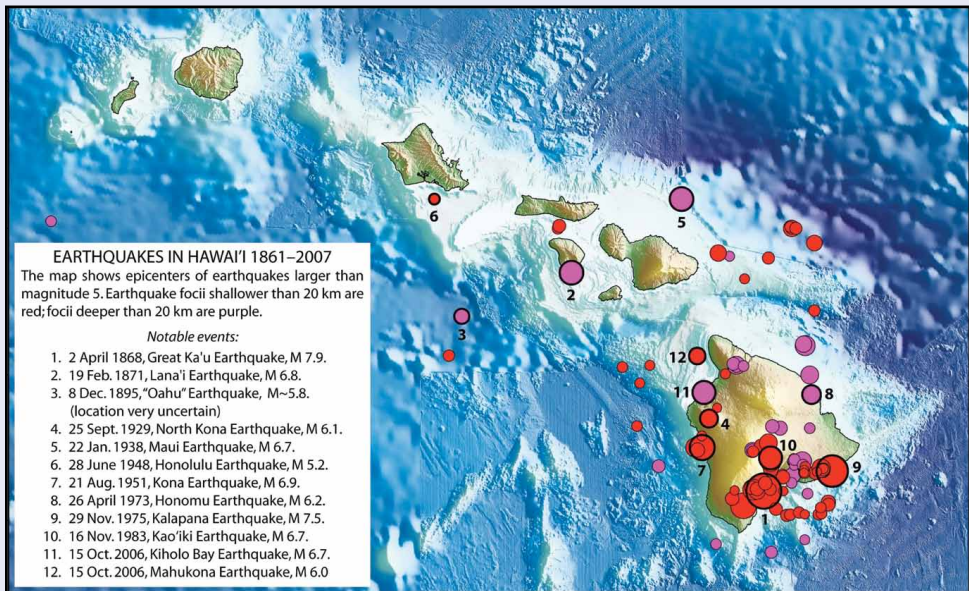 EARTHQUAKES IN HAWAI'I 1861–2007
The map shows epicenters of earthquakes larger than
magnitude 5. Earthquake focii shallower than 20 km are
red; focii deeper than 20 km are purple.
Notable events:
1. 2 April 1868, Great Ka'u Earthquake, M 7.9.
2. 19 Feb. 1871, Lana'i Earthquake, M 6.8.
3. 8 Dec. 1895, "Oahu" Earthquake, M~5.8.
(location very uncertain)
4. 25 Sept. 1929, North Kona Earthquake, M 6.1.
5. 22 Jan. 1938, Maui Earthquake, M 6.7.
6. 28 June 1948, Honolulu Earthquake, M 5.2.
7. 21 Aug. 1951, Kona Earthquake, M 6.9.
8. 26 April 1973, Honomu Earthquake, M 6.2.
9. 29 Nov. 1975, Kalapana Earthquake, M 7.5.
10. 16 Nov. 1983, Kao'iki Earthquake, M 6.7.
11. 15 Oct. 2006, Kiholo Bay Earthquake, M 6.7.
12. 15 Oct. 2006, Mahukona Earthquake, M 6.0
6
5
2
3
12
11
8
4
10
7
9
1